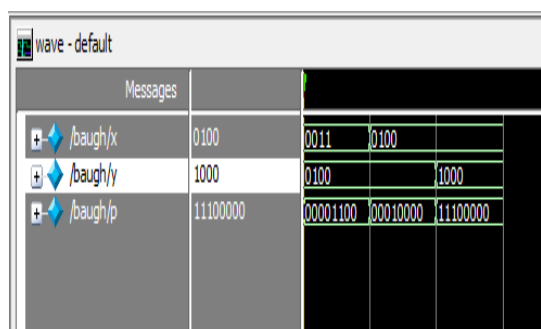 wave - default
Messages
/baugh/x 0100 0011 0100
/baugh/y 1000 0100 1000
/baugh/p 11100000 00001100 00010000 11100000